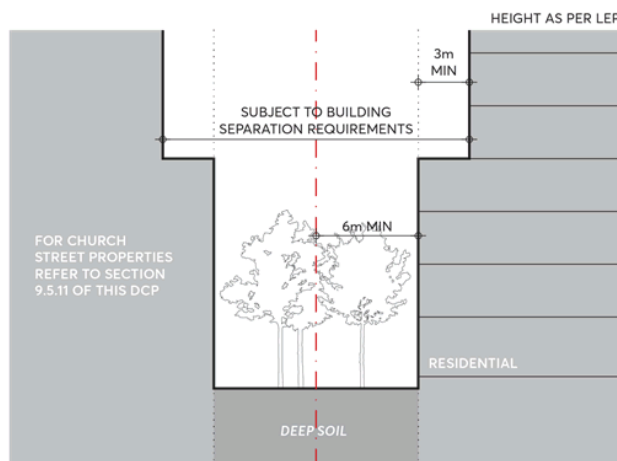 HEIGHT AS PER LEP
3m
MIN
SUBJECT TO BUILDING
SEPARATION REQUIREMENTS
6m MIN
FOR CHURCH
STREET PROPERTIES
REFER TO SECTION
9.5.11 OF THIS DCP
RESIDENTIAL
DEEP SOIL